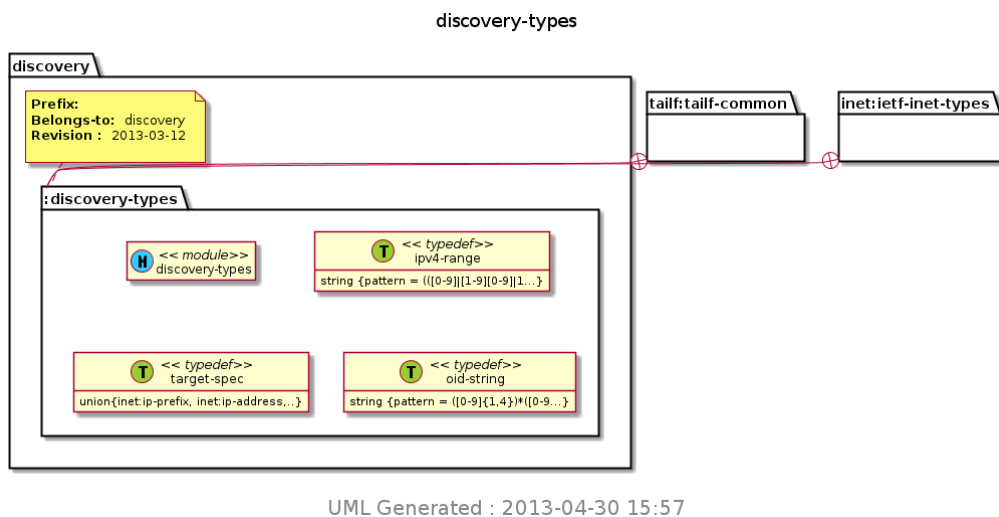 discovery-types
discovery
Prefix:
Belongs-to: discovery
Revision : 2013-03-12
tailf:tailf-common
inet:ietf-inet-types
:discovery-types
M
<< module>>
discovery-types
T
<< typedef>>
ipv4-range
string {pattern = (([0-9]|[1-9][0-9]|1...}
T
<< typedef>>
target-spec
union{inet:ip-prefix, inet:ip-address,..}
T
<< typedef>>
oid-string
string {pattern = ([0-9]{1,4})*([0-9...}
UML Generated : 2013-04-30 15:57